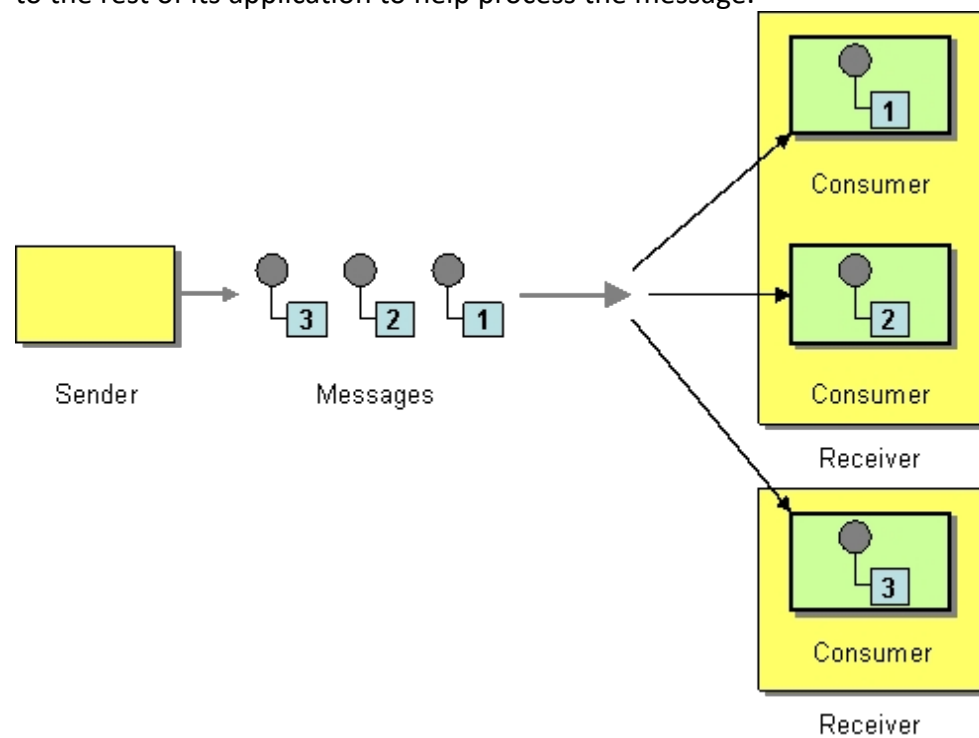 to the rest of its application to help process the message.
1
Consumer
2
Consumer
Receiver
3
Consumer
Receiver
Sender
3 2 1
Messages